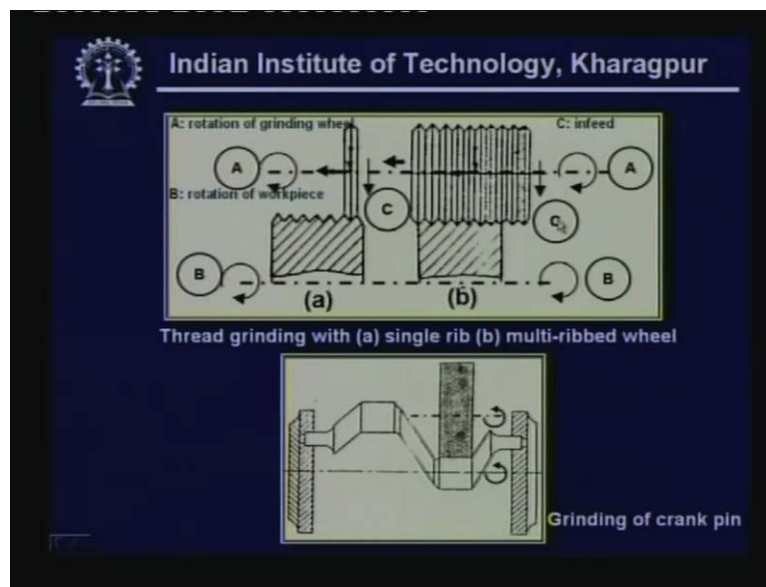 Indian Institute of Technology, Kharagpur
A: rotation of grinding wheel
C: infeed
A
A
B: rotation of workpiece
C
C
B
B
(a)
(b)
Thread grinding with (a) single rib (b) multi-ribbed wheel
Grinding of crank pin